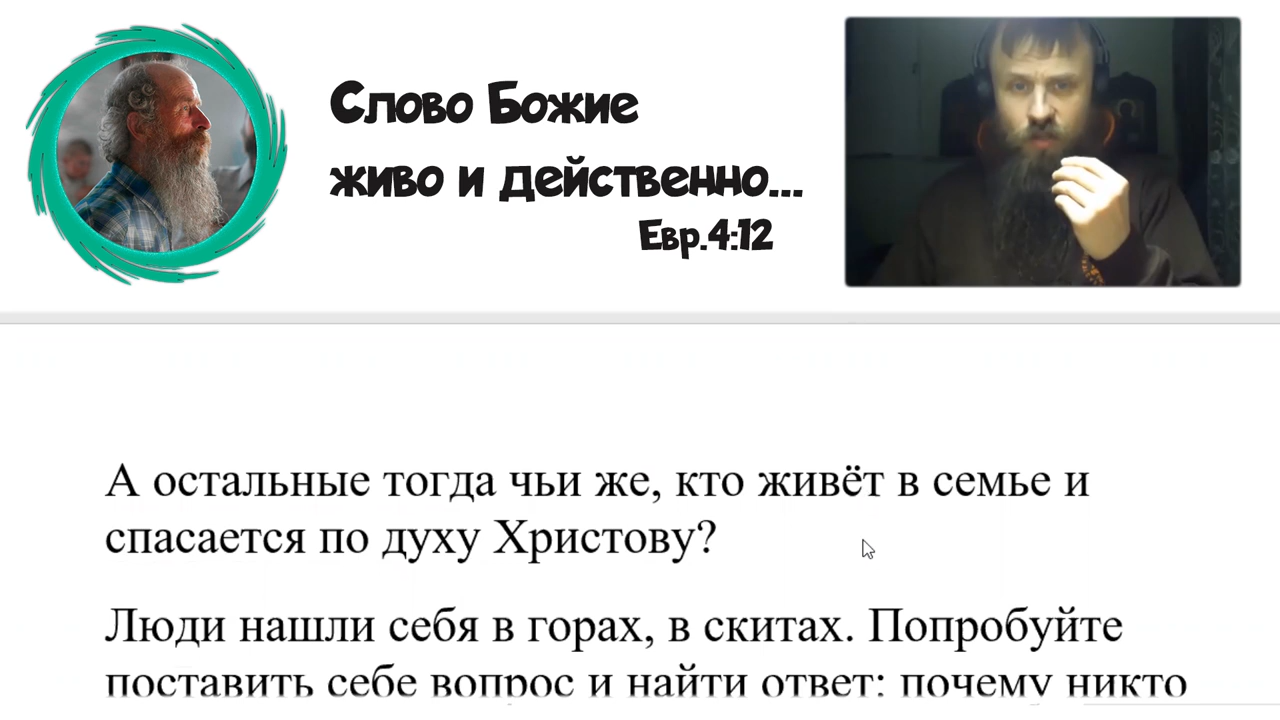 Слово Божие
живо и действенно...
Евр.4:12
А остальные тогда чьи же, кто живёт в семье и
спасается по духу Христову?
Люди нашли себя в горах, в скитах. Попробуйте
поставить себе вопрос и найти ответ: почему никто